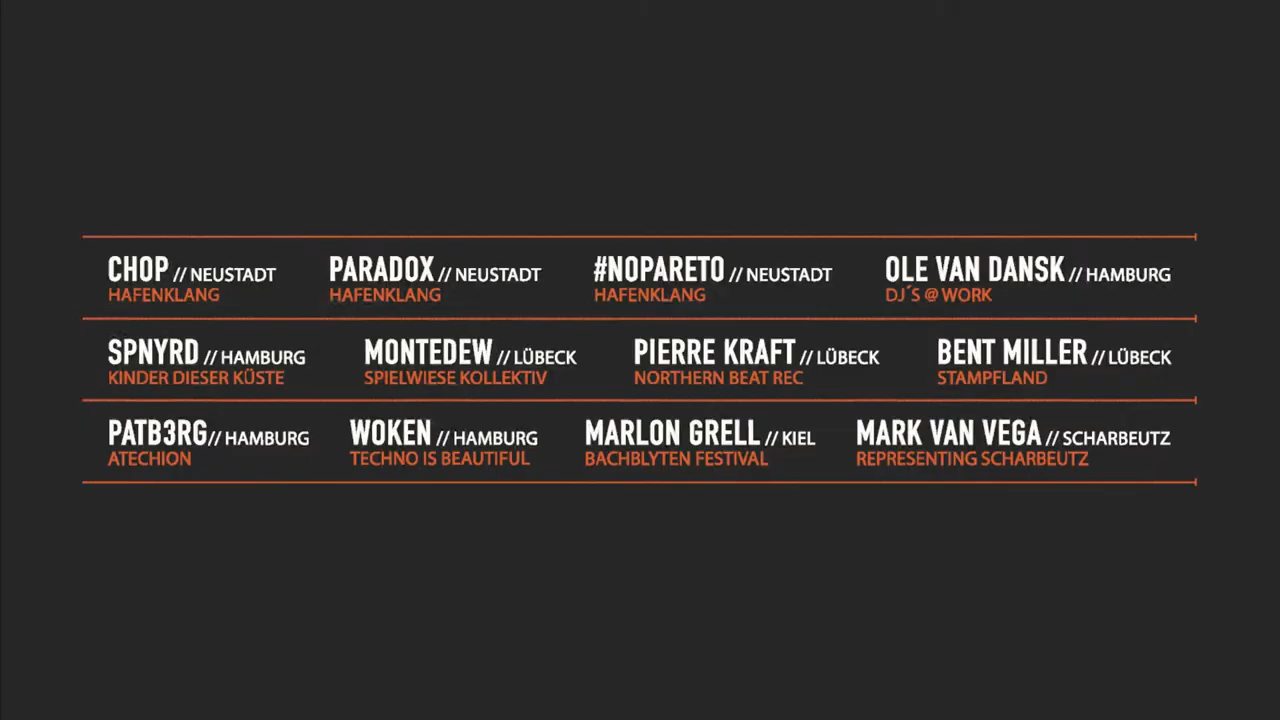 CHOP // NEUSTADT PARADOX // NEUSTADT #NOPARETO // NEUSTADT OLE VAN DANSK // HAMBURG
HAFENKLANG HAFENKLANG HAFENKLANG DJ´S @ WORK
SPNYRD // HAMBURG MONTEDEW // LÜBECK PIERRE KRAFT // LÜBECK BENT MILLER // LÜBECK
KINDER DIESER KÜSTE SPIELWIESE KOLLEKTIV NORTHERN BEAT REC STAMPFLAND
PATB3RG// HAMBURG WOKEN // HAMBURG MARLON GRELL // KIEL MARK VAN VEGA // SCHARBEUTZ
ATECHION TECHNO IS BEAUTIFUL BACHBLYTEN FESTIVAL REPRESENTING SCHARBEUTZ